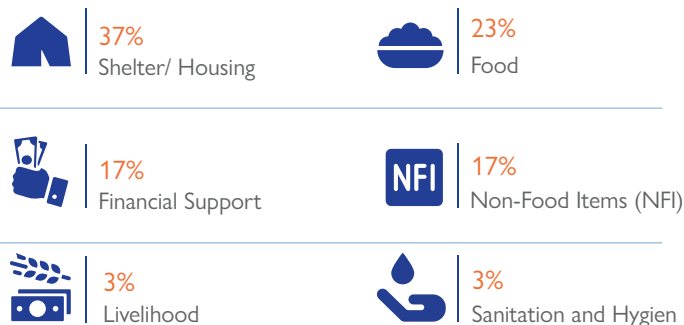 37%
Shelter/ Housing
23%
Food
17%
Financial Support
NFI
17%
Non-Food Items (NFI)
3%
Livelihood
3%
Sanitation and Hygien